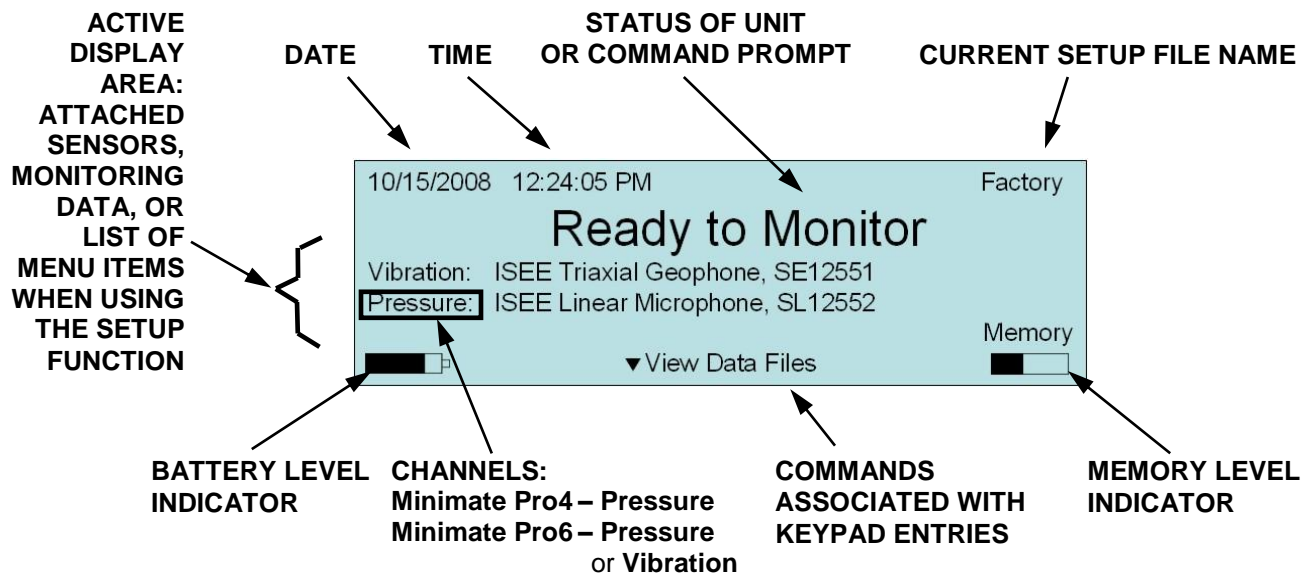 ACTIVE
DISPLAY
AREA:
ATTACHED
SENSORS,
MONITORING
DATA, OR
LIST OF
MENU ITEMS
WHEN USING
THE SETUP
FUNCTION
DATE
TIME
STATUS OF UNIT
OR COMMAND PROMPT
CURRENT SETUP FILE NAME
10/15/2008 12:24:05 PM Factory
Ready to Monitor
Vibration: ISEE Triaxial Geophone, SE12551
Pressure: ISEE Linear Microphone, SL12552
Memory
▼View Data Files
BATTERY LEVEL
INDICATOR
CHANNELS:
Minimate Pro4 – Pressure
Minimate Pro6 – Pressure
or Vibration
COMMANDS
ASSOCIATED WITH
KEYPAD ENTRIES
MEMORY LEVEL
INDICATOR